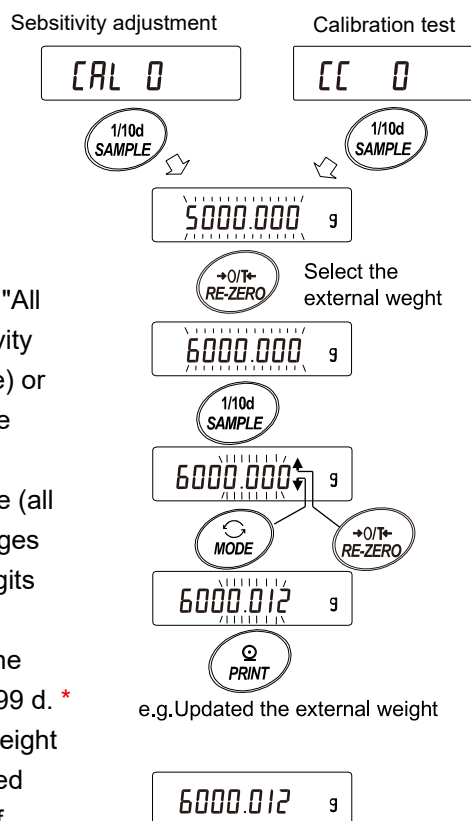 Sebsitivity adjustment
Calibration test
CAL 0
CC 0
1/10d
SAMPLE
1/10d
SAMPLE
5000.000 g
→0/T←
RE-ZERO
Select the
external weght
"All
vity
6000.000 g
e) or
e
1/10d
SAMPLE
6000.000 g
e (all
ges
gits
MODE
→0/T←
RE-ZERO
6000.012 g
he
99 d. *
PRINT
e.g.Updated the external weight
eight
ed
6000.012 g